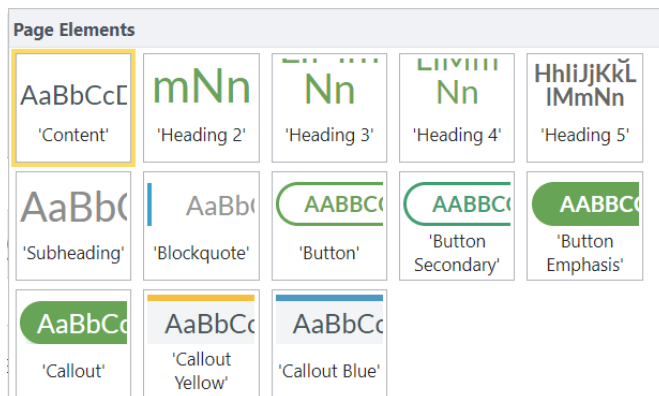 Page Elements
AaBbCcD
'Content'
mNn
'Heading 2'
Nn
'Heading 3'
LlMm
Nn
'Heading 4'
HhIiJjKkL
lMmNn
'Heading 5'
AaBb
'Subheading'
AaBb
'Blockquote'
AABBC
'Button'
AABBC
'Button
Secondary'
AABBC
'Button
Emphasis'
AaBbCc
'Callout'
AaBbCc
'Callout
Yellow'
AaBbCc
'Callout Blue'